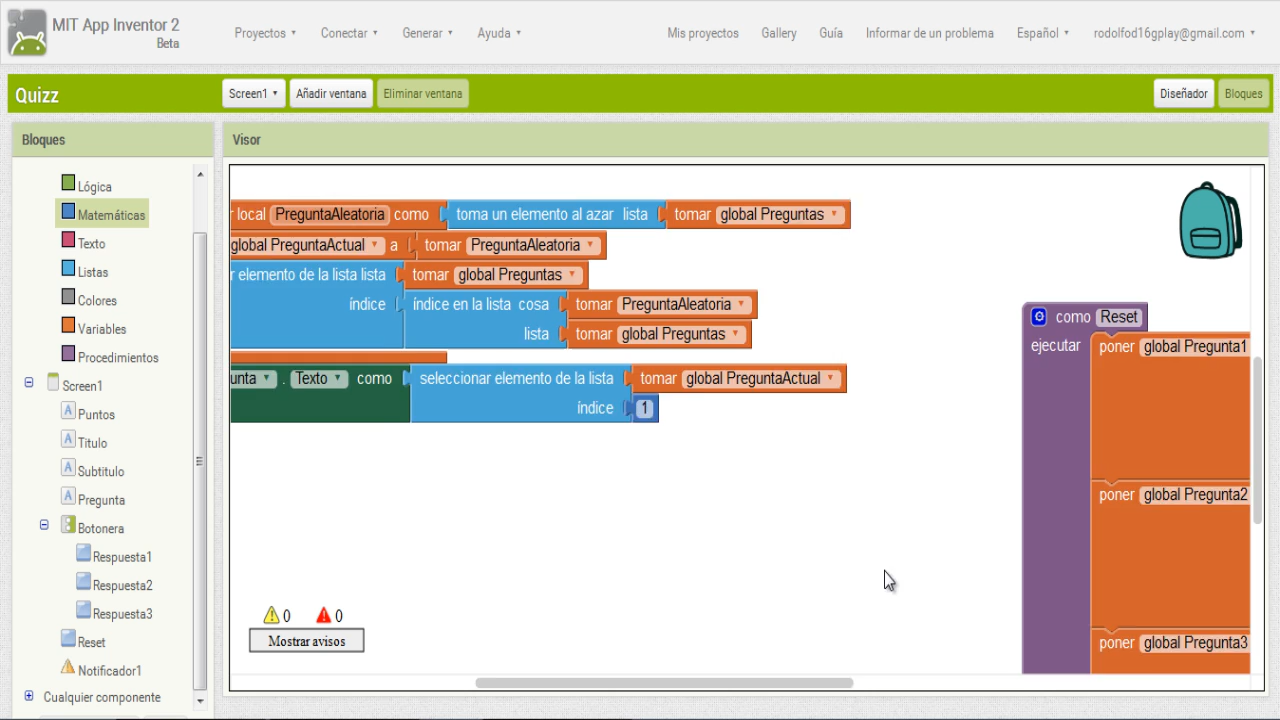 MIT App Inventor 2
Beta
Proyectos Conectar Generar Ayuda Mis proyectos Gallery Guía Informar de un problema Español rodolfod16gplay@gmail.com
Quizz Screen1 Añadir ventana Eliminar ventana Diseñador Bloques
Bloques Visor
Lógica
Matemáticas
Texto
Listas
Colores
Variables
Procedimientos
Screen1
Puntos
Título
Subtitulo
Pregunta
Botonera
Respuesta1
Respuesta2
Respuesta3
Reset
Notificador1
Cualquier componente
r local PreguntaAleatoria como toma un elemento al azar lista tomar global Preguntas
global PreguntaActual a tomar PreguntaAleatoria
r elemento de la lista lista tomar global Preguntas
índice índice en la lista cosa tomar PreguntaAleatoria
lista tomar global Preguntas
unta . Texto como seleccionar elemento de la lista tomar global PreguntaActual
índice 1
como Reset
ejecutar poner global Pregunta1
poner global Pregunta2
poner global Pregunta3
0 0
Mostrar avisos